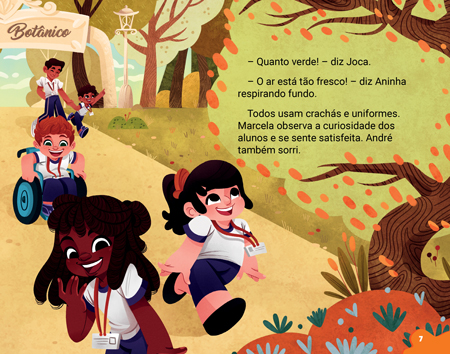 Botânico
– Quanto verde! – diz Joca.
– O ar está tão fresco! – diz Aninha
respirando fundo.
Todos usam crachás e uniformes.
Marcela observa a curiosidade dos
alunos e se sente satisfeita. André
também sorri.
7